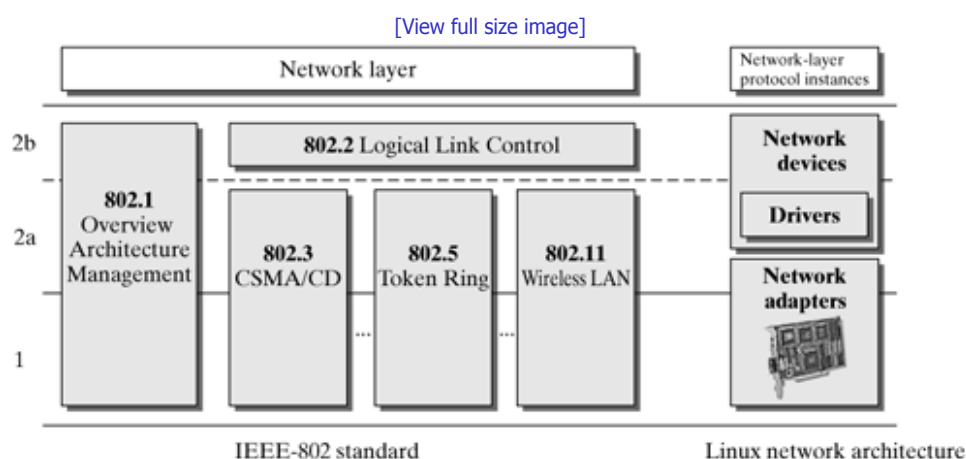 [View full size image]
Network layer
Network-layer
protocol instances
2b
802.2 Logical Link Control
Network
devices
Drivers
2a
802.1
Overview
Architecture
Management
802.3
CSMA/CD
802.5
Token Ring
802.11
Wireless LAN
Network
adapters
...
...
1
IEEE-802 standard
Linux network architecture